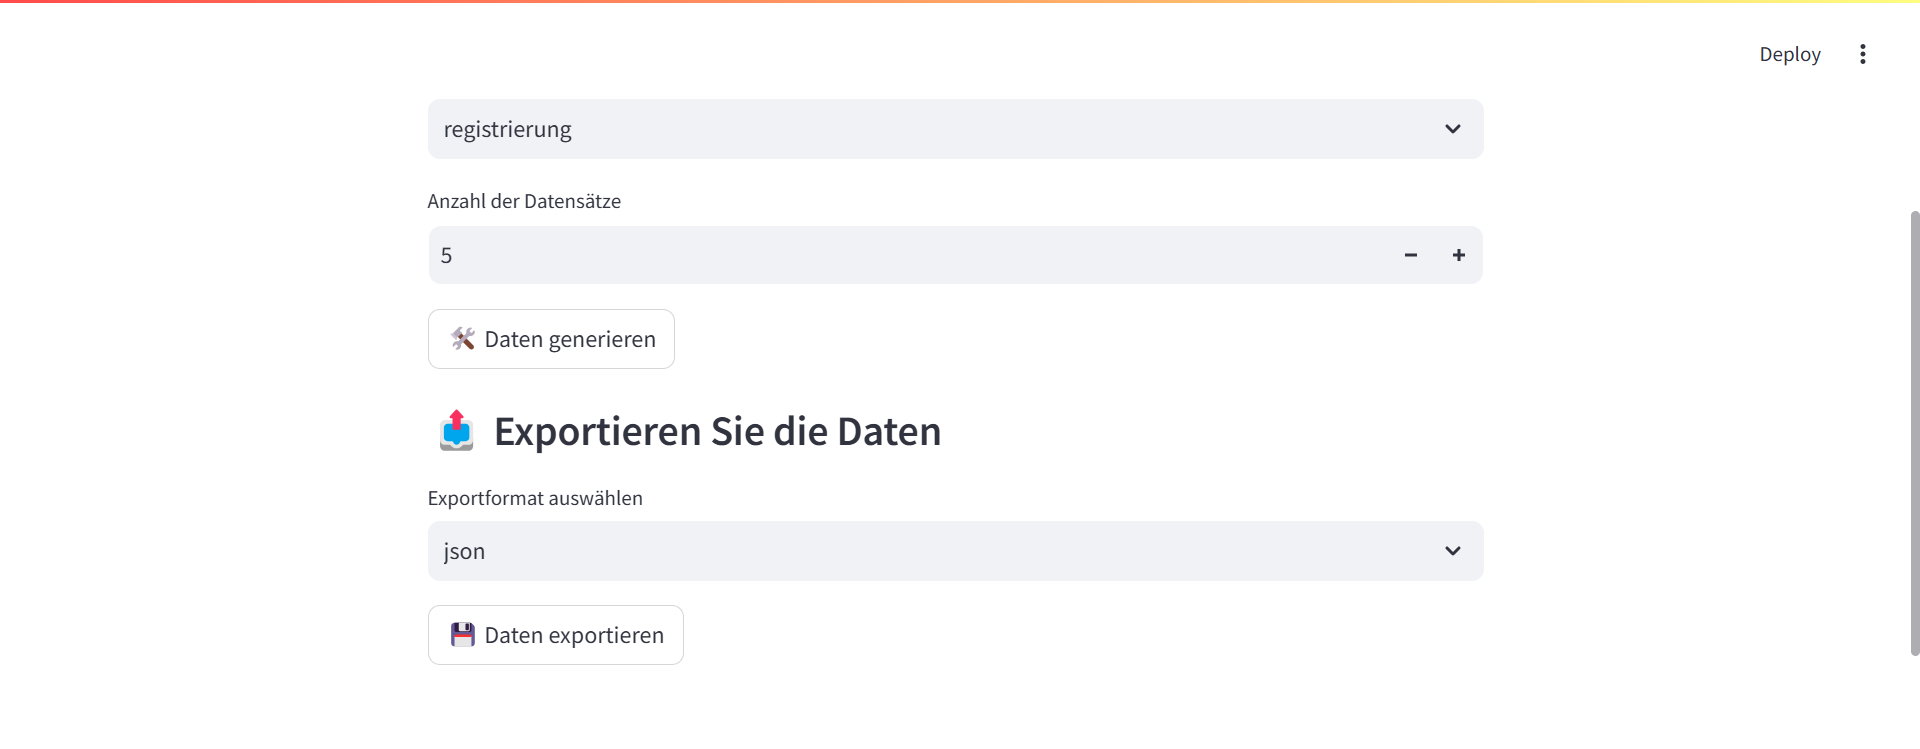 Deploy
registrierung
Anzahl der Datensätze
5
Daten generieren
Exportieren Sie die Daten
Exportformat auswählen
json
Daten exportieren